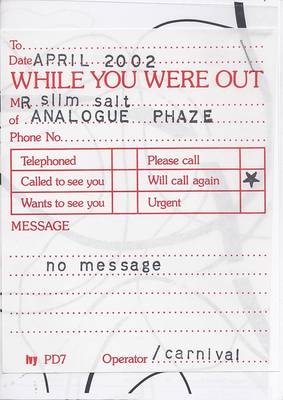 To
Date APRIL 2002
WHILE YOU WERE OUT
MR slim salt
of ANALOGUE PHAZE
Phone No.
Telephoned Please call
Called to see you Will call again ★
Wants to see you Urgent
MESSAGE
no message
Ivy PD7 Operator /carnival